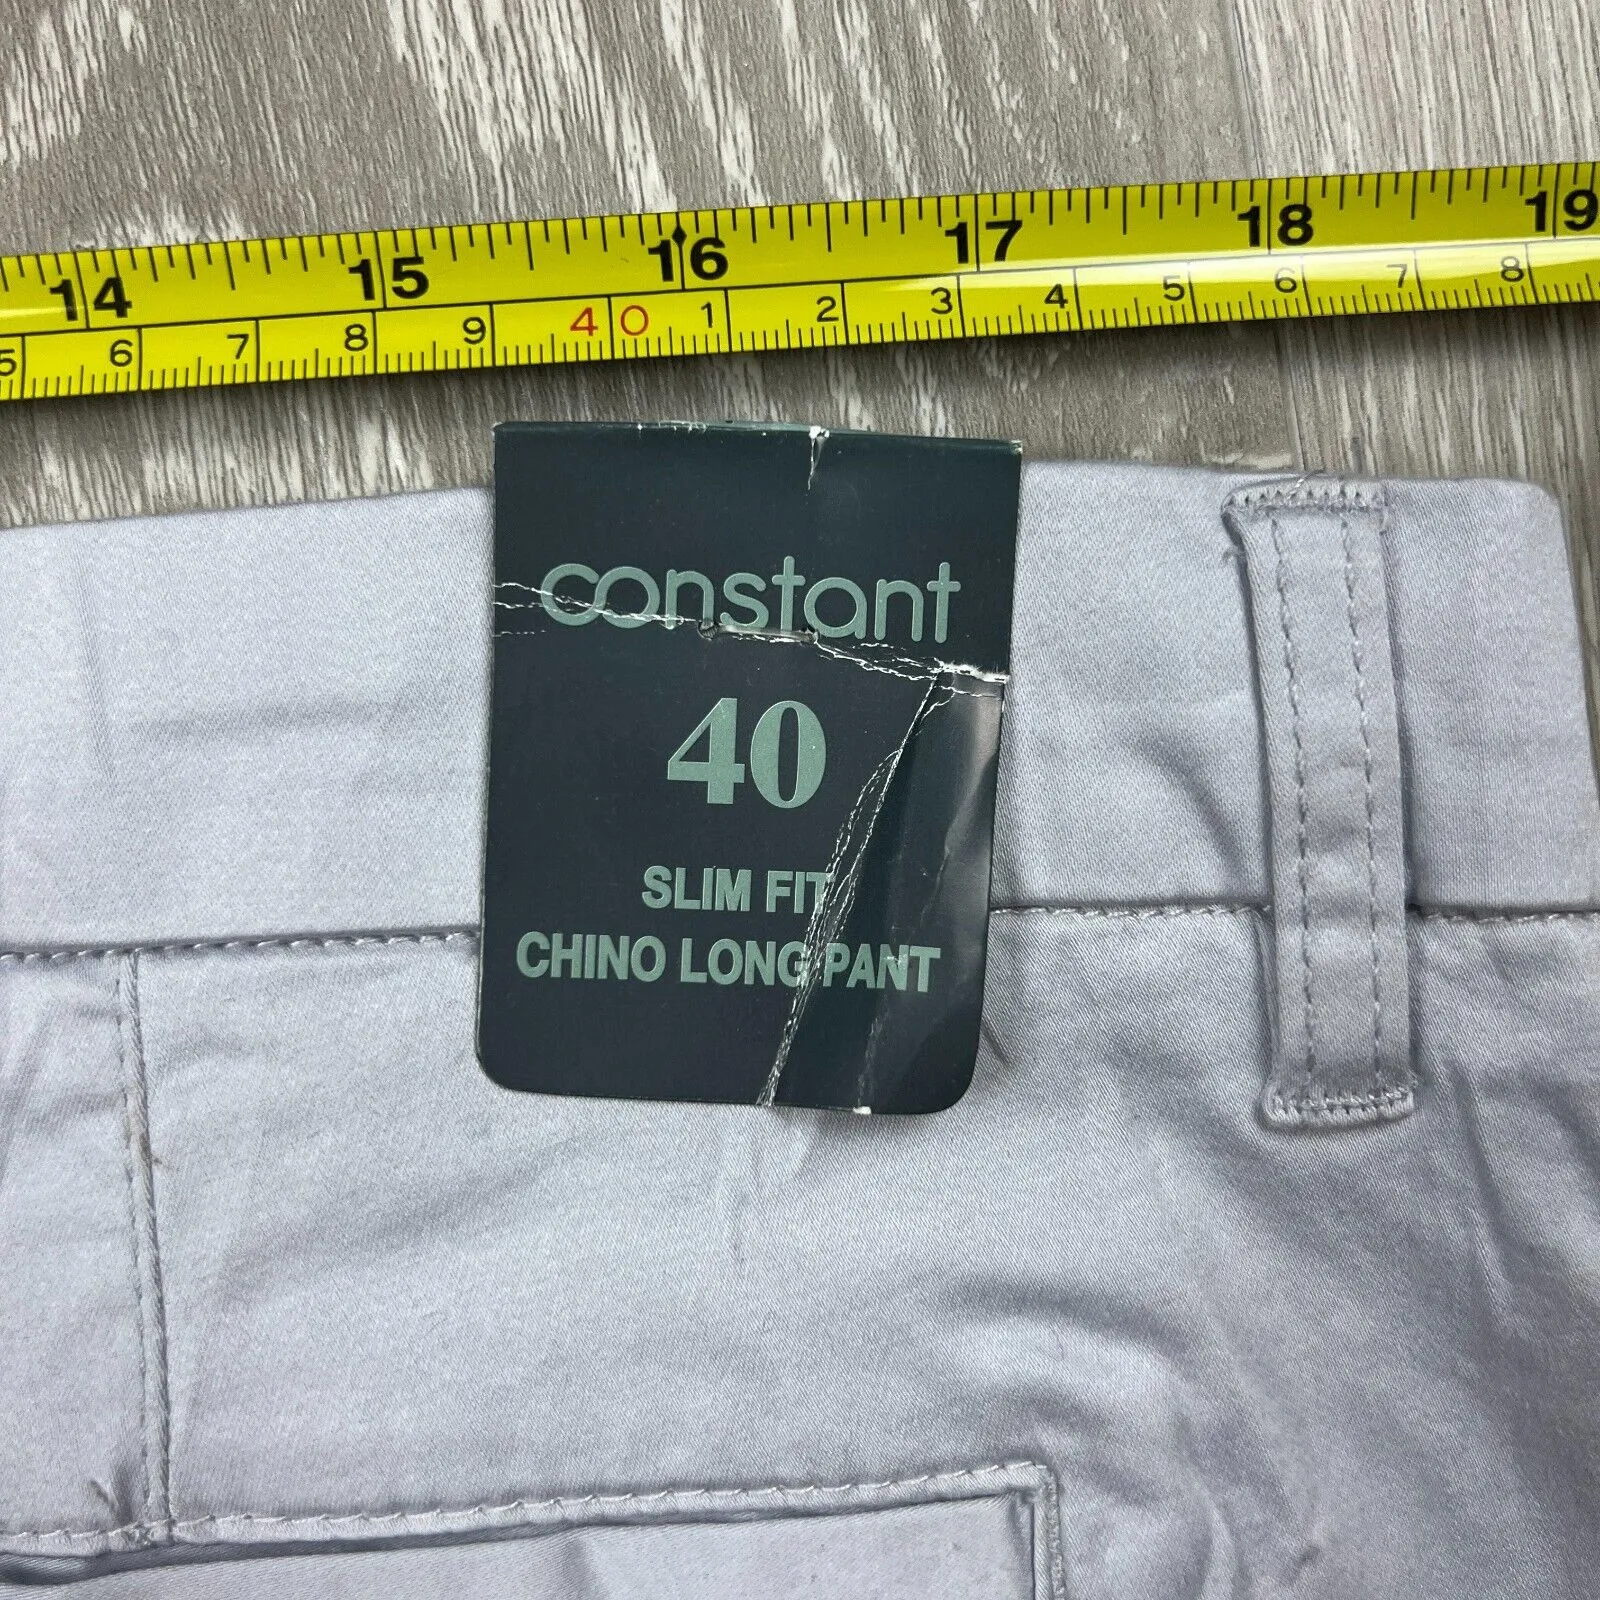 14 15 16 17 18 19
5 6 7 8 9 40 1 2 3 4 5 6 7 8
constant
40
SLIM FIT
CHINO LONG PANT